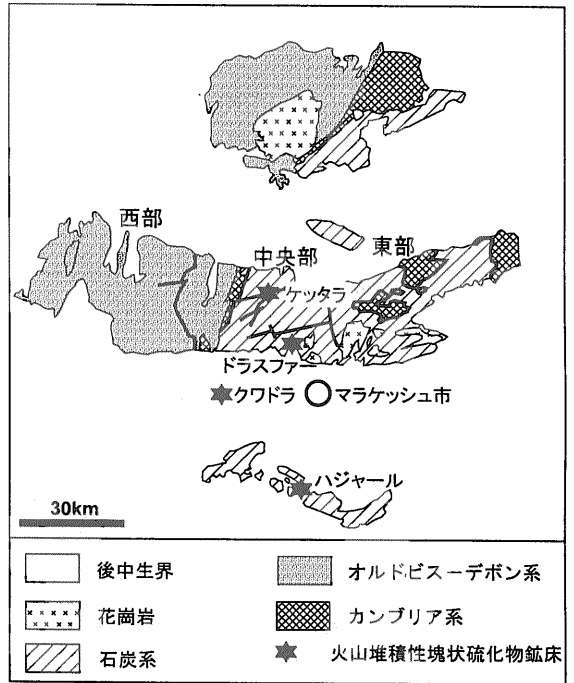 西部
中央部
東部
ケッタラ
ドラスファー
クワドラ
マラケッシュ市
ハジャール
30km
後中生界
オルドビスーデボン系
花崗岩
カンブリア系
石炭系
火山堆積性塊状硫化物鉱床